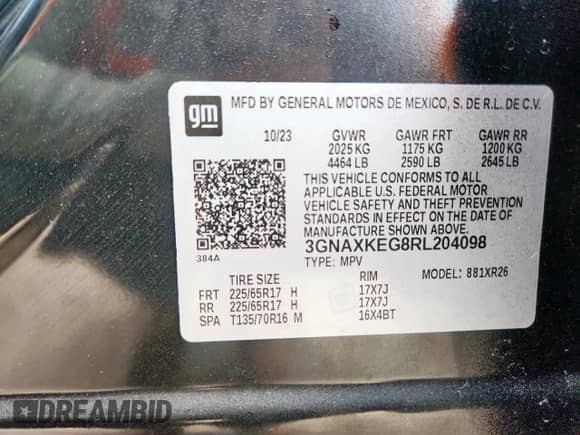 gm
MFD BY GENERAL MOTORS DE MEXICO, S. DE R.L. DE C.V.
10/23 GVWR GAWR FRT GAWR RR
2025 KG 1175 KG 1200 KG
4464 LB 2590 LB 2645 LB
THIS VEHICLE CONFORMS TO ALL
APPLICABLE U.S. FEDERAL MOTOR
VEHICLE SAFETY AND THEFT PREVENTION
STANDARDS IN EFFECT ON THE DATE OF
MANUFACTURE SHOWN ABOVE.
384A
3GNAXKEG8RL204098
TYPE: MPV MODEL: 881XR26
TIRE SIZE RIM
FRT 225/65R17 H 17X7J
RR 225/65R17 H 17X7J
SPA T135/70R16 M 16X4BT
DREAMBID